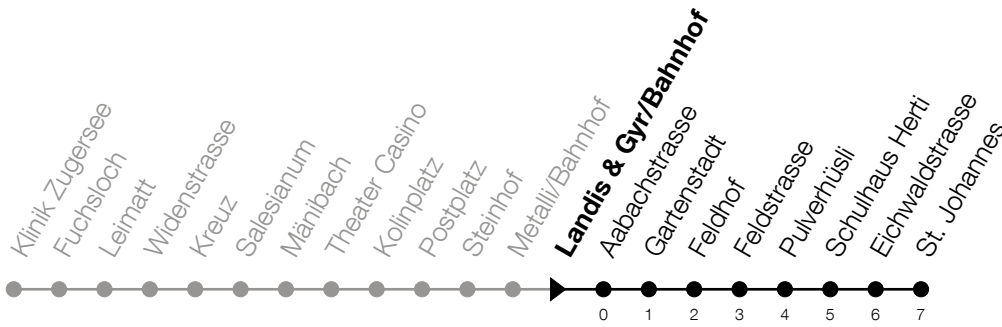 Klinik Zugersee
Fuchsloch
Leimatt
Widenstrasse
Kreuz
Salesianum
Mänibach
Theater Casino
Kolinplatz
Postplatz
Steinhof
Metalli/Bahnhof
Landis & Gyr/Bahnhof
Aabachstrasse
Gartenstadt
Feldhof
Feldstrasse
Pulverhüsli
Schulhaus Herti
Eichwaldstrasse
St. Johannes
0 1 2 3 4 5 6 7